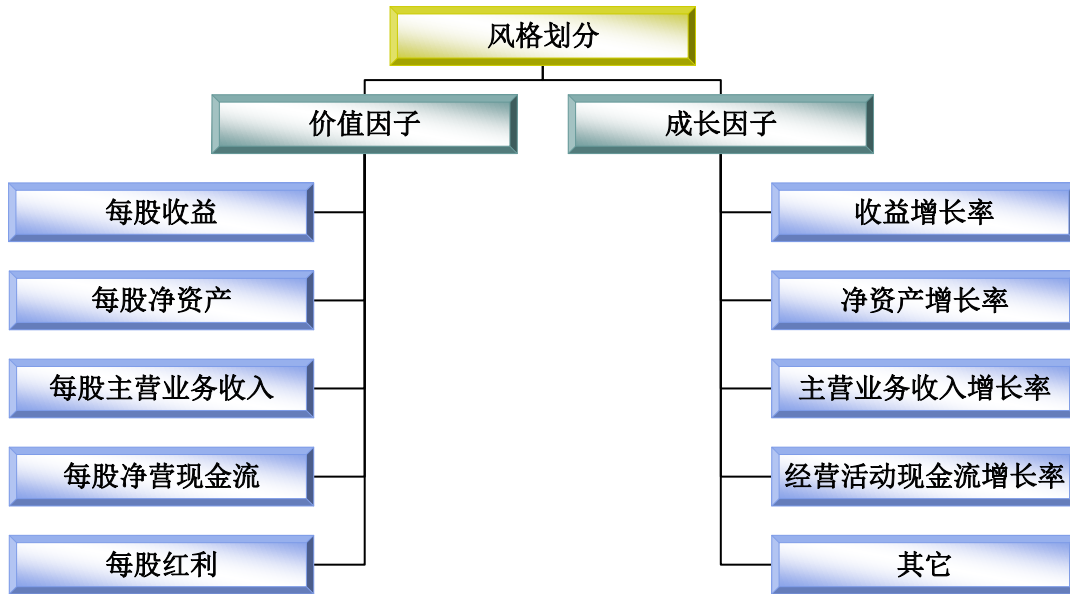 风格划分
价值因子
成长因子
每股收益
收益增长率
每股净资产
净资产增长率
每股主营业务收入
主营业务收入增长率
每股净营现金流
经营活动现金流增长率
每股红利
其它